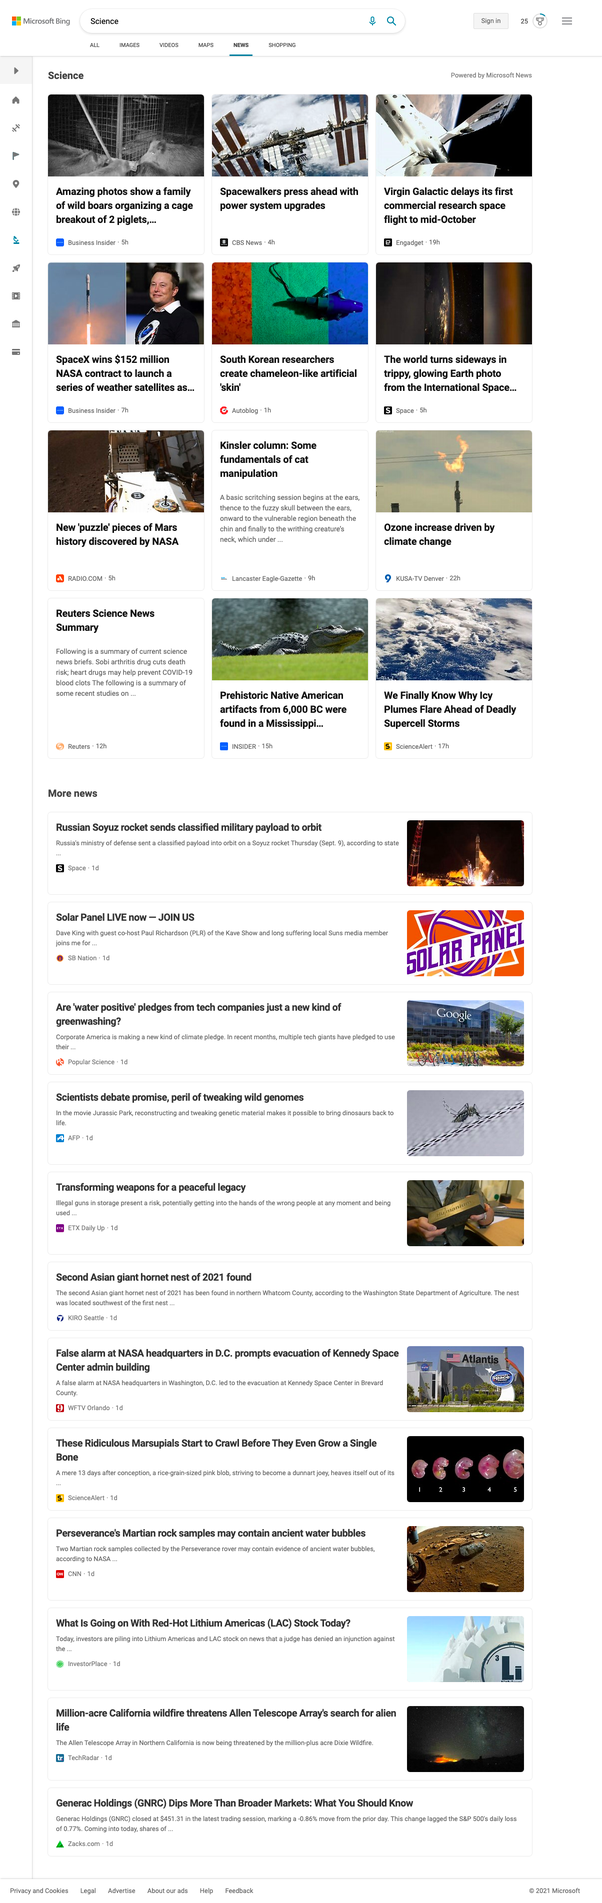 Microsoft Bing
Science
Sign in
25
ALL
IMAGES
VIDEOS
MAPS
NEWS
SHOPPING
Science
Powered by Microsoft News
Amazing photos show a family
of wild boars organizing a cage
breakout of 2 piglets,...
Business Insider · 5h
Spacewalkers press ahead with
power system upgrades
CBS News · 4h
Virgin Galactic delays its first
commercial research space
flight to mid-October
Engadget · 19h
SpaceX wins $152 million
NASA contract to launch a
series of weather satellites as...
Business Insider · 7h
South Korean researchers
create chameleon-like artificial
'skin'
Autoblog · 1h
The world turns sideways in
trippy, glowing Earth photo
from the International Space...
Space · 5h
New 'puzzle' pieces of Mars
history discovered by NASA
RADIO.COM · 5h
Kinsler column: Some
fundamentals of cat
manipulation
A basic scritching session begins at the ears,
thence to the fuzzy skull between the ears,
onward to the vulnerable region beneath the
chin and finally to the writhing creature's
neck, which under ...
Lancaster Eagle-Gazette · 9h
Ozone increase driven by
climate change
KUSA-TV Denver · 22h
Reuters Science News
Summary
Following is a summary of current science
news briefs. Sobi arthritis drug cuts death
risk; heart drugs may help prevent COVID-19
blood clots The following is a summary of
some recent studies on ...
Reuters · 12h
Prehistoric Native American
artifacts from 6,000 BC were
found in a Mississippi...
INSIDER · 15h
We Finally Know Why Icy
Plumes Flare Ahead of Deadly
Supercell Storms
ScienceAlert · 17h
More news
Russian Soyuz rocket sends classified military payload to orbit
Russia's ministry of defense sent a classified payload into orbit on a Soyuz rocket Thursday (Sept. 9), according to state
...
Space · 1d
Solar Panel LIVE now — JOIN US
Dave King with guest co-host Paul Richardson (PLR) of the Kave Show and long suffering local Suns media member
joins me for ...
SB Nation · 1d
SOLAR PANEL
Are 'water positive' pledges from tech companies just a new kind of
greenwashing?
Corporate America is making a new kind of climate pledge. In recent months, multiple tech giants have pledged to use
their ...
Popular Science · 1d
Google
Scientists debate promise, peril of tweaking wild genomes
In the movie Jurassic Park, reconstructing and tweaking genetic material makes it possible to bring dinosaurs back to
life.
AFP · 1d
Transforming weapons for a peaceful legacy
Illegal guns in storage present a risk, potentially getting into the hands of the wrong people at any moment and being
used ...
ETX Daily Up · 1d
Second Asian giant hornet nest of 2021 found
The second Asian giant hornet nest of 2021 has been found in northern Whatcom County, according to the Washington State Department of Agriculture. The nest
was located southwest of the first nest ...
KIRO Seattle · 1d
False alarm at NASA headquarters in D.C. prompts evacuation of Kennedy Space
Center admin building
A false alarm at NASA headquarters in Washington, D.C. led to the evacuation at Kennedy Space Center in Brevard
County.
WFTV Orlando · 1d
Atlantis
These Ridiculous Marsupials Start to Crawl Before They Even Grow a Single
Bone
A mere 13 days after conception, a rice-grain-sized pink blob, striving to become a dunnart joey, heaves itself out of its
...
ScienceAlert · 1d
1 2 3 4 5
Perseverance's Martian rock samples may contain ancient water bubbles
Two Martian rock samples collected by the Perseverance rover may contain evidence of ancient water bubbles,
according to NASA ...
CNN · 1d
What Is Going on With Red-Hot Lithium Americas (LAC) Stock Today?
Today, investors are piling into Lithium Americas and LAC stock on news that a judge has denied an injunction against
the ...
InvestorPlace · 1d
3
Li
Million-acre California wildfire threatens Allen Telescope Array's search for alien
life
The Allen Telescope Array in Northern California is now being threatened by the million-plus acre Dixie Wildfire.
TechRadar · 1d
Generac Holdings (GNRC) Dips More Than Broader Markets: What You Should Know
Generac Holdings (GNRC) closed at $451.31 in the latest trading session, marking a -0.86% move from the prior day. This change lagged the S&P 500's daily loss
of 0.77%. Coming into today, shares of ...
Zacks.com · 1d
Privacy and Cookies
Legal
Advertise
About our ads
Help
Feedback
© 2021 Microsoft